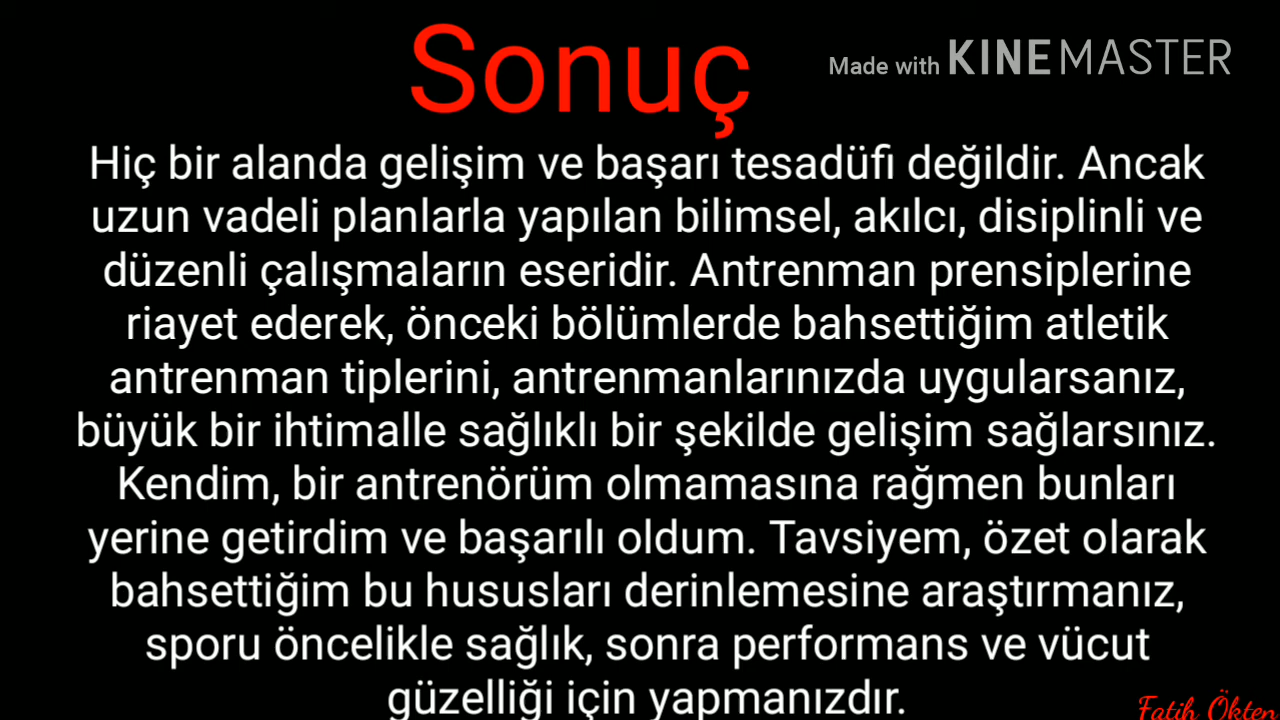 Sonuç
Made with KINEMASTER
Hiç bir alanda gelişim ve başarı tesadüfi değildir. Ancak
uzun vadeli planlarla yapılan bilimsel, akılcı, disiplinli ve
düzenli çalışmaların eseridir. Antrenman prensiplerine
riayet ederek, önceki bölümlerde bahsettiğim atletik
antrenman tiplerini, antrenmanlarınızda uygularsanız,
büyük bir ihtimalle sağlıklı bir şekilde gelişim sağlarsınız.
Kendim, bir antrenörüm olmamasına rağmen bunları
yerine getirdim ve başarılı oldum. Tavsiyem, özet olarak
bahsettiğim bu hususları derinlemesine araştırmanız,
sporu öncelikle sağlık, sonra performans ve vücut
güzelliği için yapmanızdır.
Fatih Ökten